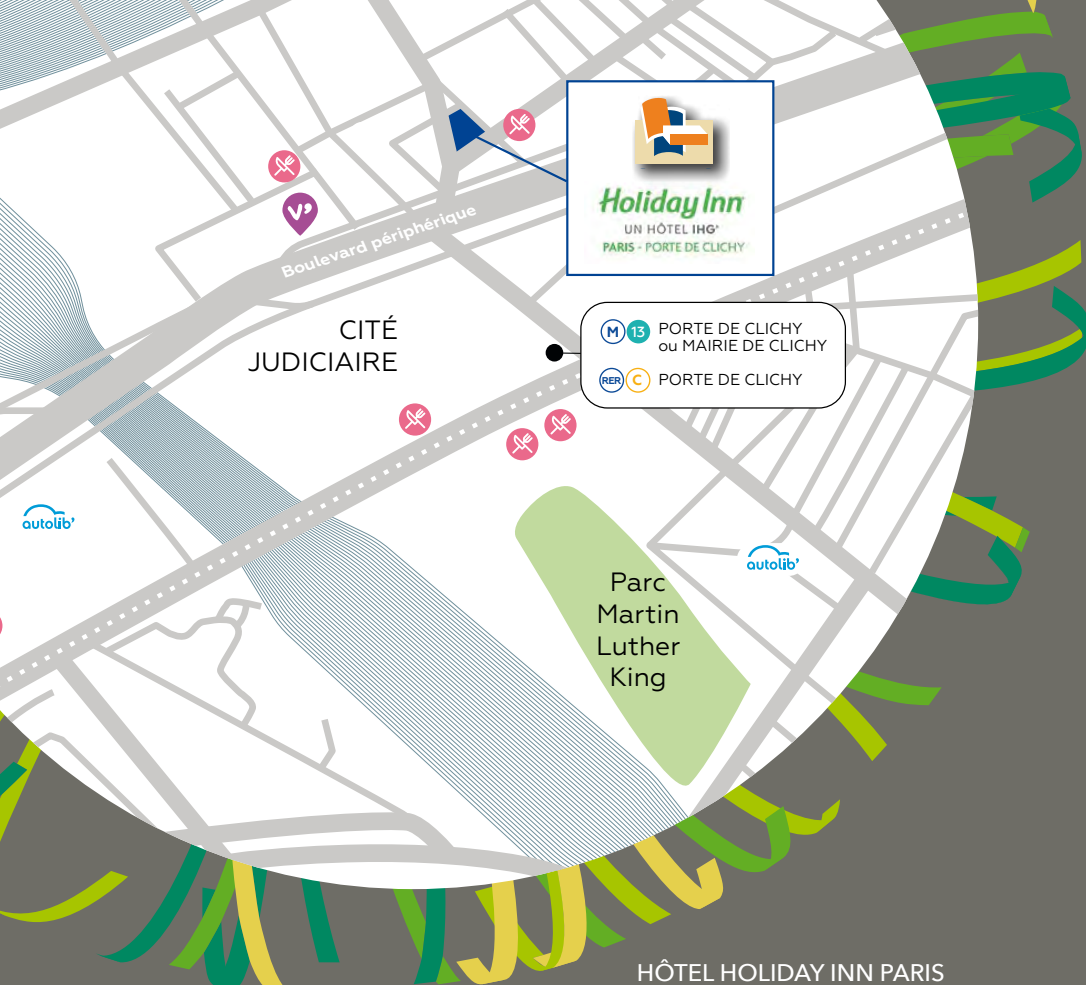 Holiday Inn
UN HÔTEL IHG®
PARIS - PORTE DE CLICHY
V'
Boulevard périphérique
CITÉ
JUDICIAIRE
M 13 PORTE DE CLICHY
ou MAIRIE DE CLICHY
RER C PORTE DE CLICHY
autolib'
autolib'
Parc
Martin
Luther
King
HÔTEL HOLIDAY INN PARIS